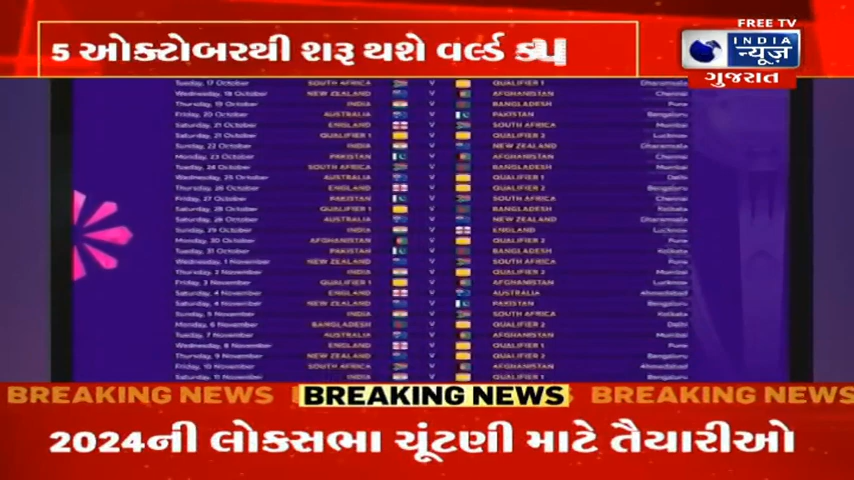 FREE TV
5 ઓક્ટોબરથી શરૂ થશે વર્લ્ડ
INDIA
न्यूज़
ગુજરાત
Tuesday, 17 October SOUTH AFRICA V QUALIFIER 1 Dharamsala
Wednesday, 18 October NEW ZEALAND V AFGHANISTAN Chennai
Thursday, 19 October INDIA V BANGLADESH Pune
Friday, 20 October AUSTRALIA V PAKISTAN Bengaluru
Saturday, 21 October ENGLAND V SOUTH AFRICA Mumbai
Saturday, 21 October QUALIFIER 1 V QUALIFIER 2 Lucknow
Sunday, 22 October INDIA V NEW ZEALAND Dharamsala
Monday, 23 October PAKISTAN V AFGHANISTAN Chennai
Tuesday, 24 October SOUTH AFRICA V BANGLADESH Mumbai
Wednesday, 25 October AUSTRALIA V QUALIFIER 1 Delhi
Thursday, 26 October ENGLAND V QUALIFIER 2 Bengaluru
Friday, 27 October PAKISTAN V SOUTH AFRICA Chennai
Saturday, 28 October QUALIFIER 1 V BANGLADESH Kolkata
Saturday, 28 October AUSTRALIA V NEW ZEALAND Dharamsala
Sunday, 29 October INDIA V ENGLAND Lucknow
Monday, 30 October AFGHANISTAN V QUALIFIER 2 Pune
Tuesday, 31 October PAKISTAN V BANGLADESH Kolkata
Wednesday, 1 November NEW ZEALAND V SOUTH AFRICA Pune
Thursday, 2 November INDIA V QUALIFIER 2 Mumbai
Friday, 3 November QUALIFIER 1 V AFGHANISTAN Lucknow
Saturday, 4 November ENGLAND V AUSTRALIA Ahmedabad
Saturday, 4 November NEW ZEALAND V PAKISTAN Bengaluru
Sunday, 5 November INDIA V SOUTH AFRICA Kolkata
Monday, 6 November BANGLADESH V QUALIFIER 2 Delhi
Tuesday, 7 November AUSTRALIA V AFGHANISTAN Mumbai
Wednesday, 8 November ENGLAND V QUALIFIER 1 Pune
Thursday, 9 November NEW ZEALAND V QUALIFIER 2 Bengaluru
Friday, 10 November SOUTH AFRICA V AFGHANISTAN Ahmedabad
Saturday, 11 November INDIA V QUALIFIER 1 Bengaluru
BREAKING NEWS BREAKING NEWS BREAKING NEWS
2024ની લોકસભા ચૂંટણી માટે તૈયારીઓ